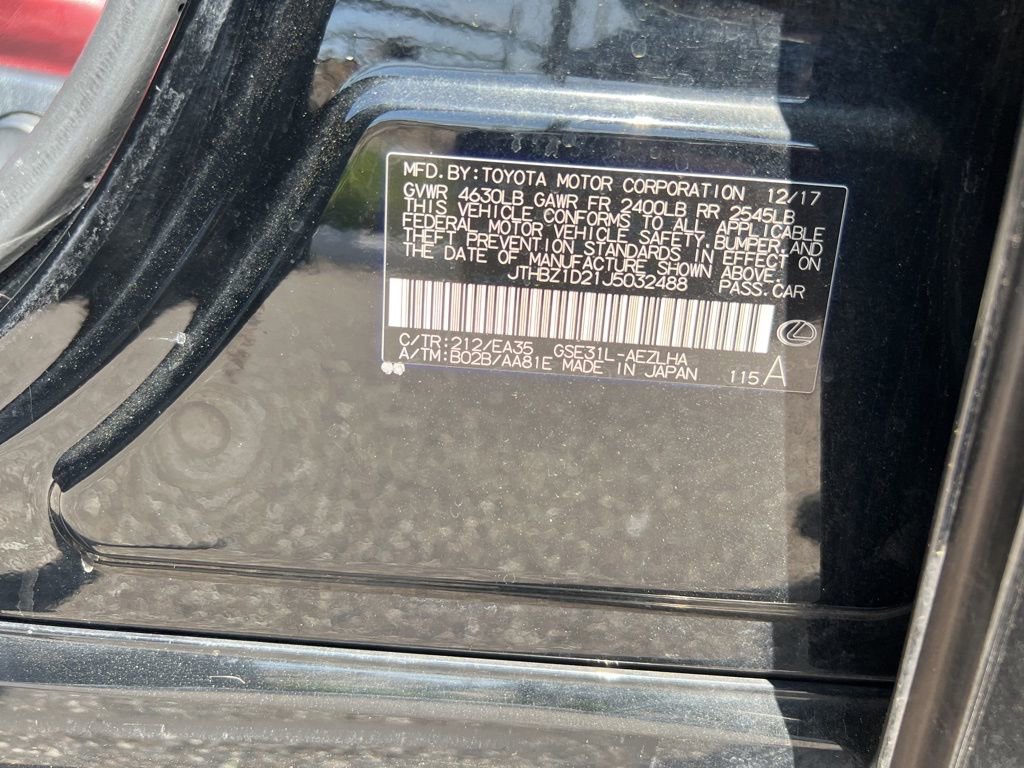 MFD.BY:TOYOTA MOTOR CORPORATION 12/17
GVWR 4630LB GAWR FR 2400LB RR 2545LB
THIS VEHICLE CONFORMS TO ALL APPLICABLE
FEDERAL MOTOR VEHICLE SAFETY,BUMPER,AND
THEFT PREVENTION STANDARDS IN EFFECT ON
THE DATE OF MANUFACTURE SHOWN ABOVE.
JTHBZ1D21J5032488 PASS.CAR
C/TR:212/EA35 GSE31L-AEZLHA
A/TM:B02B/AA81E MADE IN JAPAN 115A